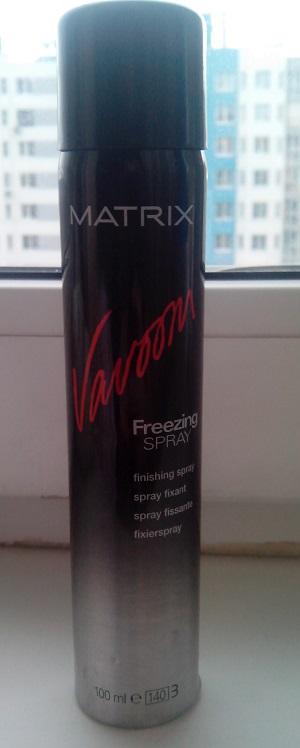 MATRIX
Vavoom
Freezing
SPRAY
finishing spray
spray fixant
spray fissante
fixierspray
100 ml e 140 3